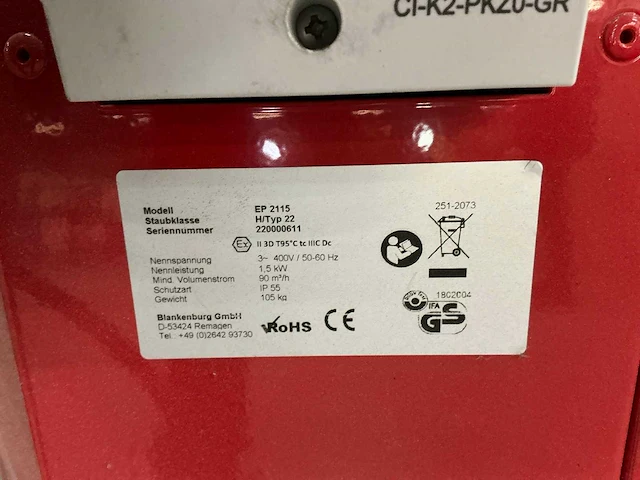 CI-K2-PKZ0-GR
Modell EP 2115
Staubklasse H/Typ 22
Seriennummer 220000611
Ex II 3D T95°C tc IIIC Dc
Nennspannung 3~ 400V / 50-60 Hz
Nennleistung 1,5 kW
Mind. Volumenstrom 90 m³/h
Schutzart IP 55
Gewicht 105 kg
Blankenburg GmbH
D-53424 Remagen
Tel.: +49 (0)2642 93730
RoHS CE
251-2073
1802004
IFA
GS